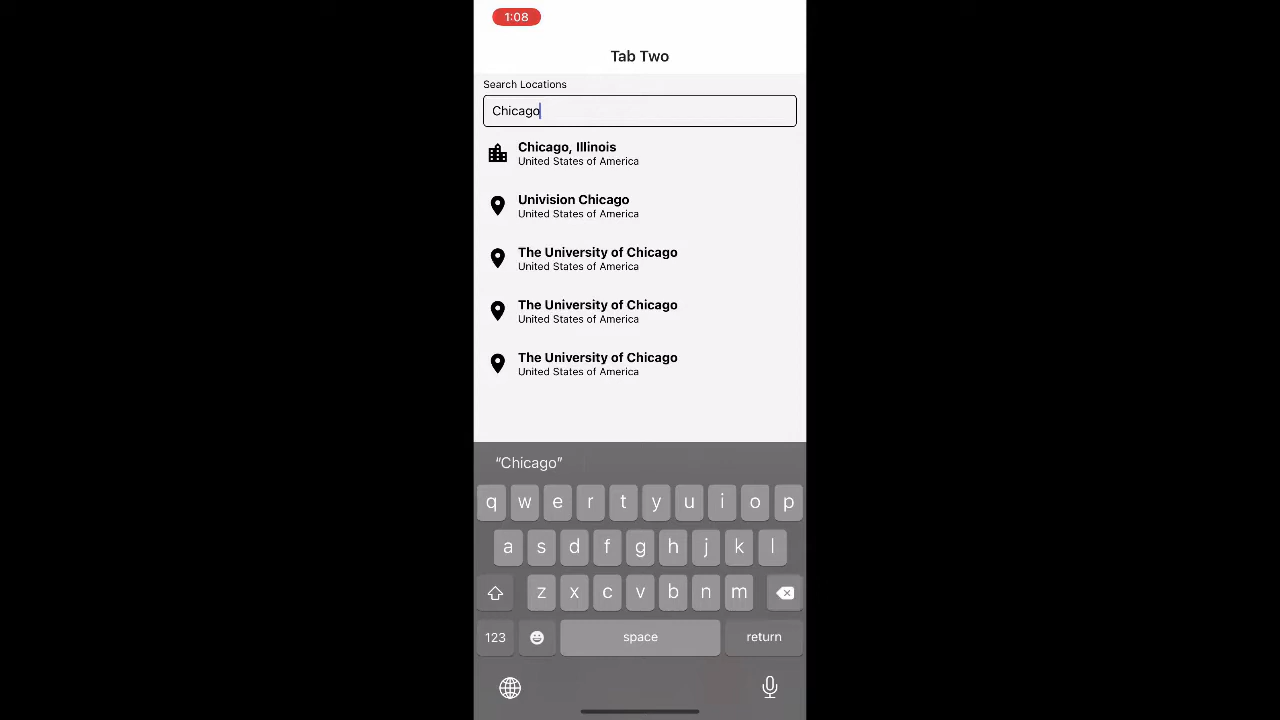 1:08
Tab Two
Search Locations
Chicago
Chicago, Illinois
United States of America
Univision Chicago
United States of America
The University of Chicago
United States of America
The University of Chicago
United States of America
The University of Chicago
United States of America
“Chicago”
q w e r t y u i o p
a s d f g h j k l
z x c v b n m
123 space return